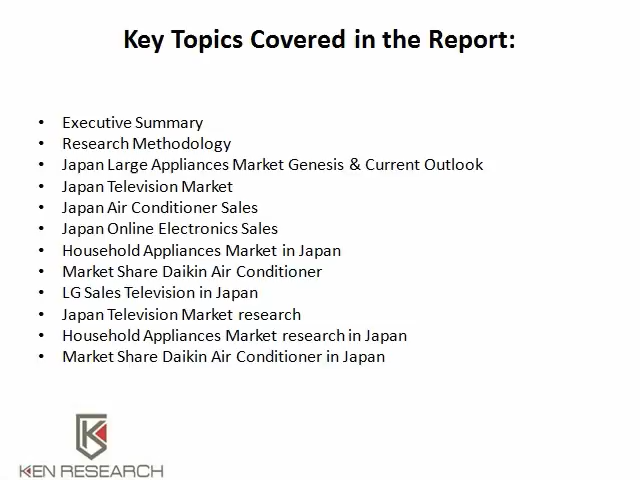 Key Topics Covered in the Report:
• Executive Summary
• Research Methodology
• Japan Large Appliances Market Genesis & Current Outlook
• Japan Television Market
• Japan Air Conditioner Sales
• Japan Online Electronics Sales
• Household Appliances Market in Japan
• Market Share Daikin Air Conditioner
• LG Sales Television in Japan
• Japan Television Market research
• Household Appliances Market research in Japan
• Market Share Daikin Air Conditioner in Japan
KEN RESEARCH